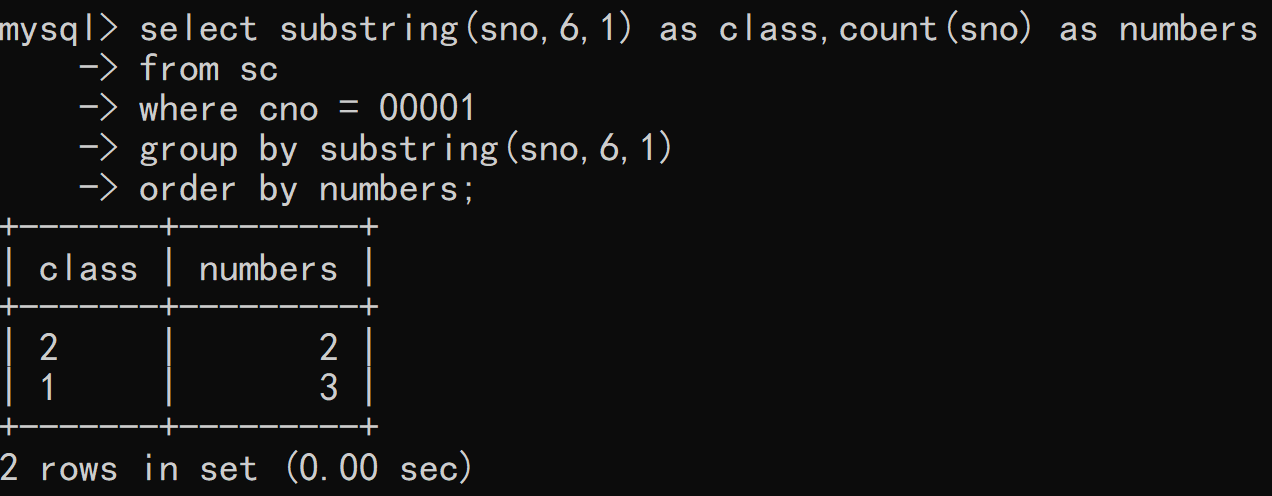 mysql> select substring(sno,6,1) as class,count(sno) as numbers
    -> from sc
    -> where cno = 00001
    -> group by substring(sno,6,1)
    -> order by numbers;
+-------+---------+
| class | numbers |
+-------+---------+
| 2     |       2 |
| 1     |       3 |
+-------+---------+
2 rows in set (0.00 sec)